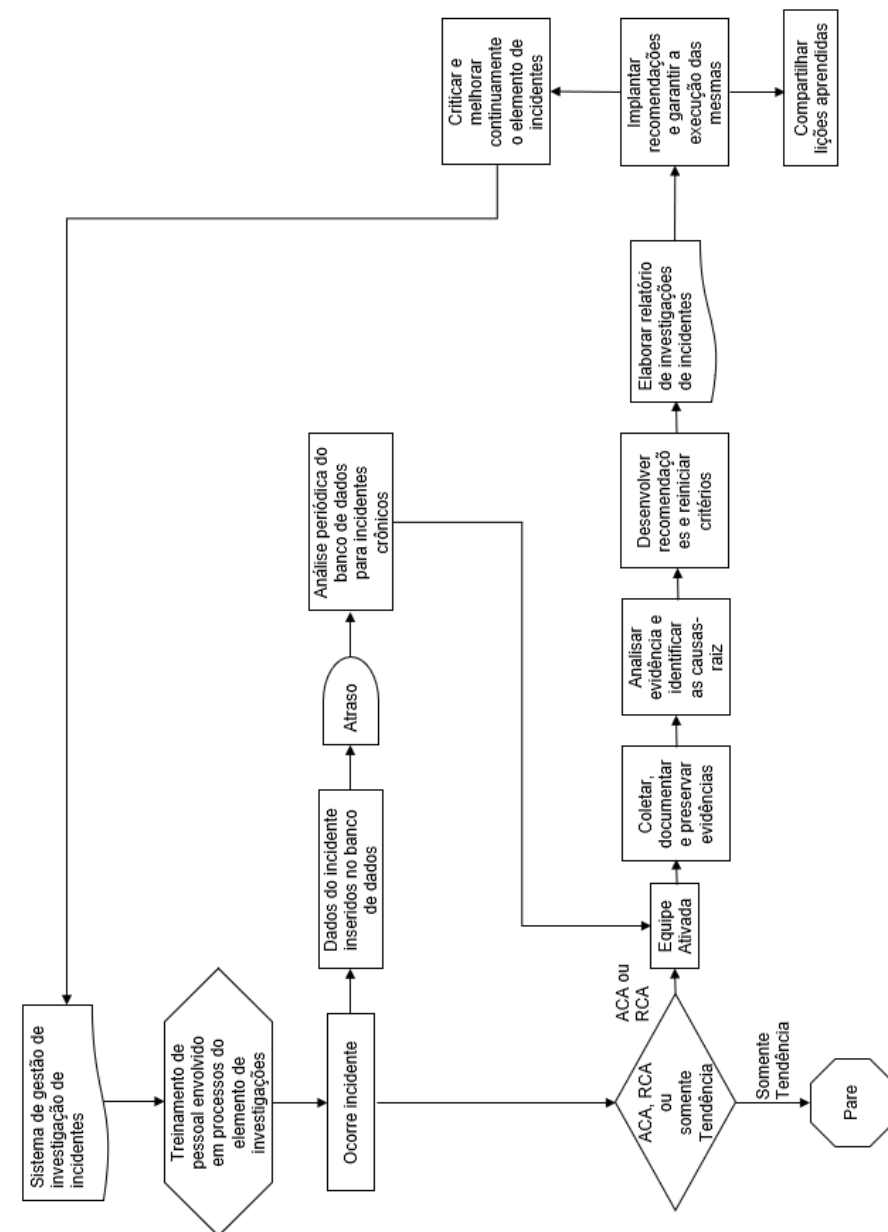 Sistema de gestão de
investigação de
incidentes
Treinamento de
pessoal envolvido
em processos do
elemento de
investigações
Ocorre incidente
Dados do incidente
inseridos no banco
de dados
Atraso
Análise periódica do
banco de dados
para incidentes
crônicos
ACA, RCA
ou
somente
Tendência
ACA ou
RCA
Somente
Tendência
Pare
Equipe
Ativada
Coletar,
documentar
e preservar
evidências
Analisar
evidência e
identificar
as causas-
raiz
Desenvolver
recomendaçõ
es e reiniciar
critérios
Elaborar relatório
de investigações
de incidentes
Implantar
recomendações
e garantir a
execução das
mesmas
Criticar e
melhorar
continuamente
o elemento de
incidentes
Compartilhar
lições aprendidas